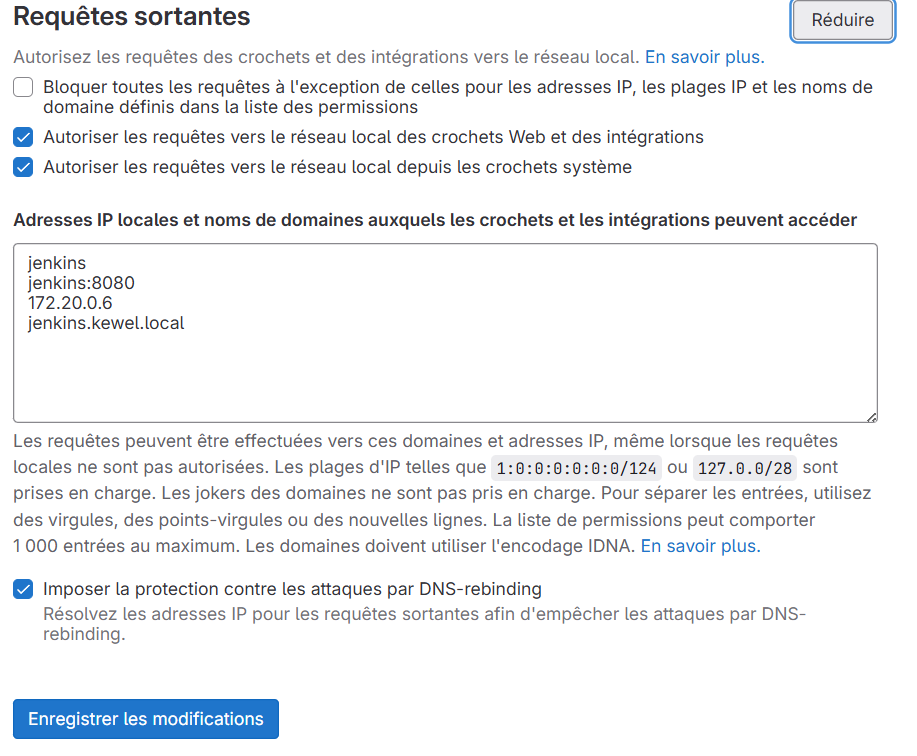 Requêtes sortantes
Réduire
Autorisez les requêtes des crochets et des intégrations vers le réseau local. En savoir plus.
Bloquer toutes les requêtes à l'exception de celles pour les adresses IP, les plages IP et les noms de
domaine définis dans la liste des permissions
Autoriser les requêtes vers le réseau local des crochets Web et des intégrations
Autoriser les requêtes vers le réseau local depuis les crochets système
Adresses IP locales et noms de domaines auxquels les crochets et les intégrations peuvent accéder
jenkins
jenkins:8080
172.20.0.6
jenkins.kewel.local
Les requêtes peuvent être effectuées vers ces domaines et adresses IP, même lorsque les requêtes
locales ne sont pas autorisées. Les plages d'IP telles que 1:0:0:0:0:0:0:0/124 ou 127.0.0/28 sont
prises en charge. Les jokers des domaines ne sont pas pris en charge. Pour séparer les entrées, utilisez
des virgules, des points-virgules ou des nouvelles lignes. La liste de permissions peut comporter
1 000 entrées au maximum. Les domaines doivent utiliser l'encodage IDNA. En savoir plus.
Imposer la protection contre les attaques par DNS-rebinding
Résolvez les adresses IP pour les requêtes sortantes afin d'empêcher les attaques par DNS-
rebinding.
Enregistrer les modifications